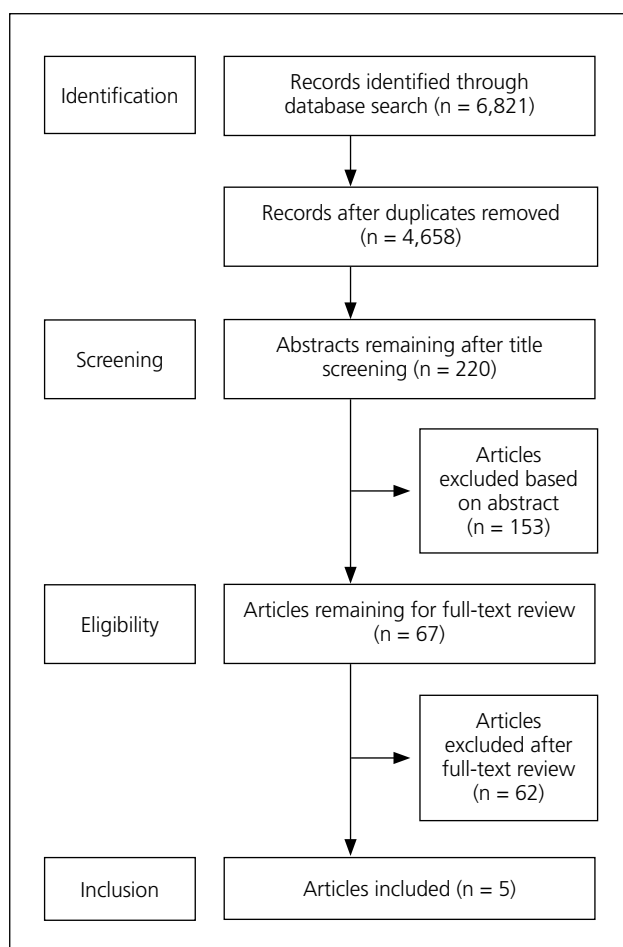 Identification
Records identified through
database search (n = 6,821)
Records after duplicates removed
(n = 4,658)
Screening
Abstracts remaining after title
screening (n = 220)
Articles
excluded based
on abstract
(n = 153)
Eligibility
Articles remaining for full-text review
(n = 67)
Articles
excluded after
full-text review
(n = 62)
Inclusion
Articles included (n = 5)